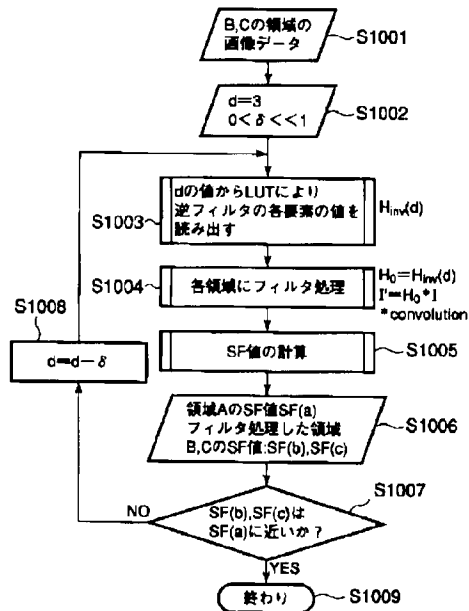 B,Cの領域の
画像データ
S1001
d=3
0<δ<<1
S1002
dの値からLUTにより
逆フィルタの各要素の値を
読み出す
S1003
Hinv(d)
各領域にフィルタ処理
S1004
H0=Hinv(d)
I'=H0*I
*convolution
S1008
d=d-δ
SF値の計算
S1005
領域AのSF値SF(a)
フィルタ処理した領域
B,CのSF値:SF(b),SF(c)
S1006
S1007
NO
SF(b),SF(c)は
SF(a)に近いか?
YES
終わり
S1009